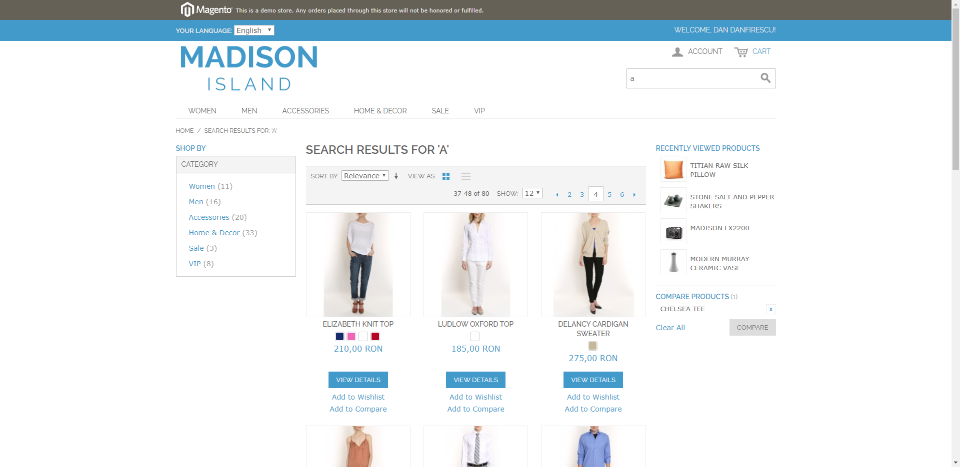 Magento This is a demo store. Any orders placed through this store will not be honored or fulfilled.
YOUR LANGUAGE: English
WELCOME, DAN DANFIRESCU!
MADISON
ISLAND
ACCOUNT CART
a
WOMEN MEN ACCESSORIES HOME & DECOR SALE VIP
HOME / SEARCH RESULTS FOR: 'A'
SHOP BY
CATEGORY
Women (11)
Men (16)
Accessories (20)
Home & Decor (33)
Sale (3)
VIP (8)
SEARCH RESULTS FOR 'A'
SORT BY Relevance VIEW AS
37-48 of 80 SHOW: 12 2 3 4 5 6
ELIZABETH KNIT TOP
210,00 RON
VIEW DETAILS
Add to Wishlist
Add to Compare
LUDLOW OXFORD TOP
185,00 RON
VIEW DETAILS
Add to Wishlist
Add to Compare
DELANCY CARDIGAN
SWEATER
275,00 RON
VIEW DETAILS
Add to Wishlist
Add to Compare
RECENTLY VIEWED PRODUCTS
TITIAN RAW SILK
PILLOW
STONE SALT AND PEPPER
SHAKERS
MADISON LX2200
MODERN MURRAY
CERAMIC VASE
COMPARE PRODUCTS (1)
CHELSEA TEE x
Clear All COMPARE